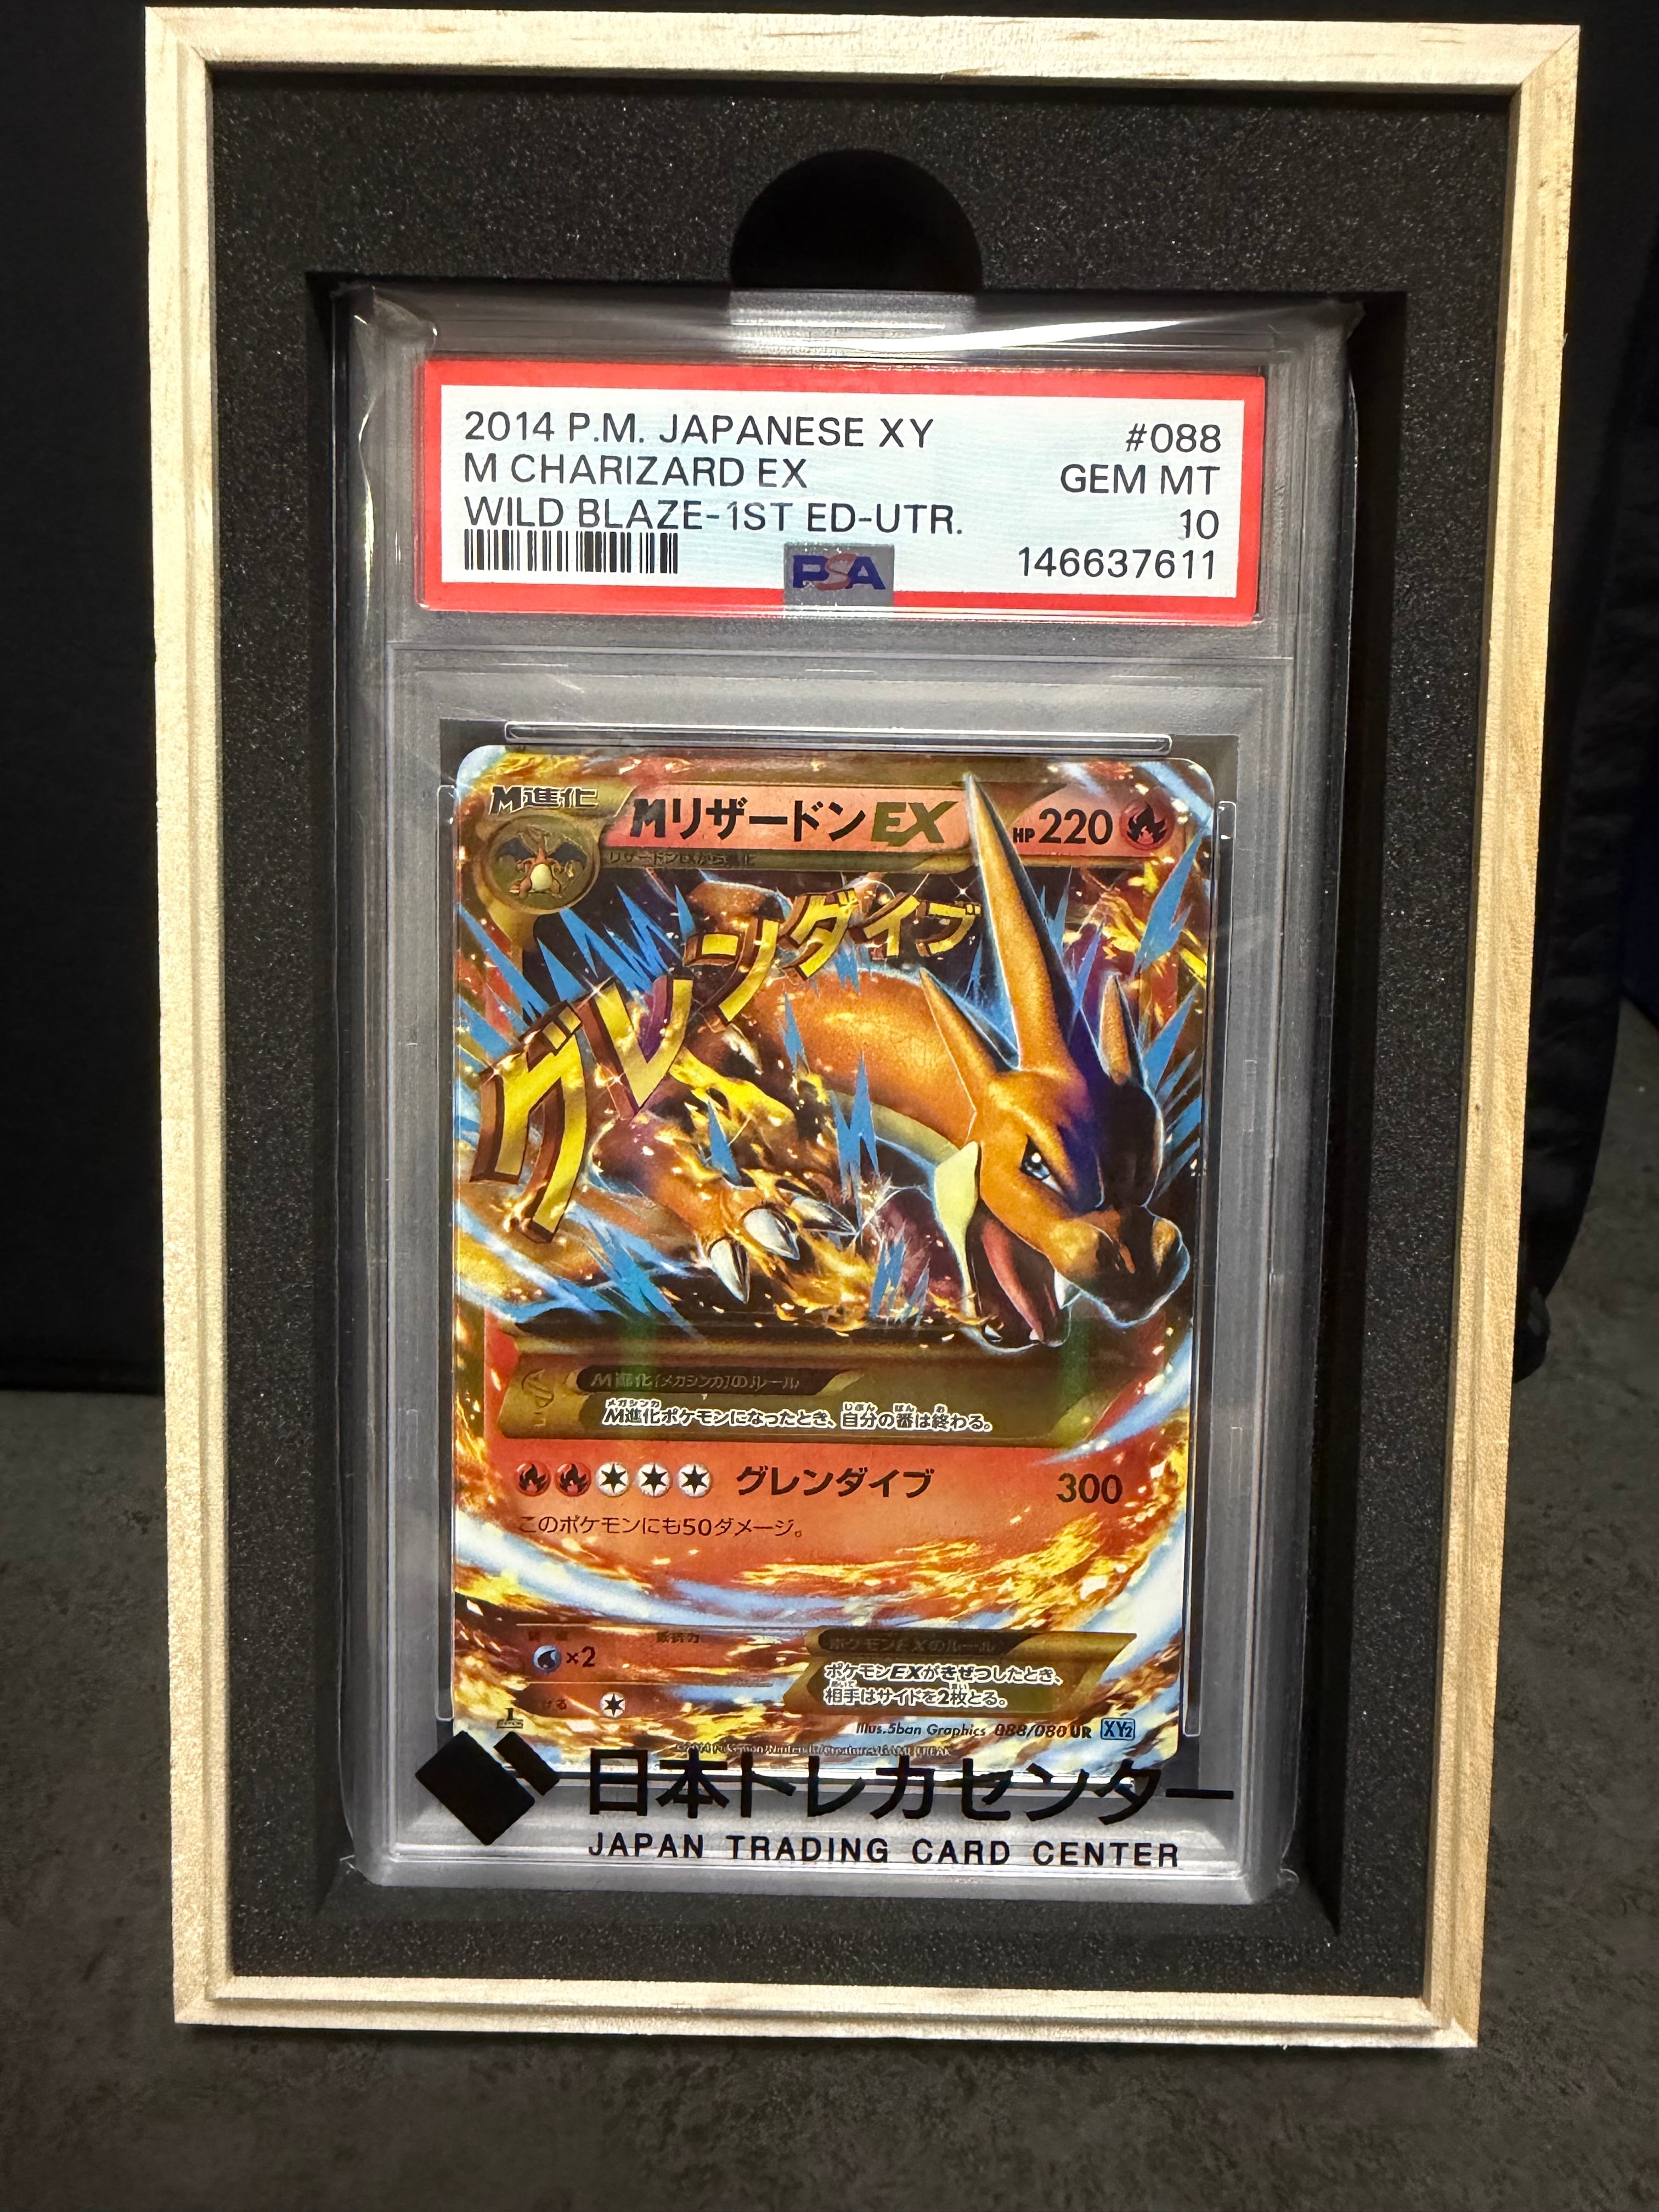 2014 P.M. JAPANESE XY #088
M CHARIZARD EX GEM MT
WILD BLAZE-1ST ED-UTR. 10
PSA 146637611
M進化
MリザードンEX HP220
リザードンEXから進化
グレンダイブ
M進化[メガシンカ]のルール
M進化ポケモンになったとき、自分の番は終わる。
グレンダイブ 300
このポケモンにも50ダメージ。
抵抗力
×2
ポケモンEXのルール
ポケモンEXがきぜつしたとき、
相手はサイドを2枚とる。
Illus.5ban Graphics 088/080 UR XY2
日本トレカセンター
JAPAN TRADING CARD CENTER